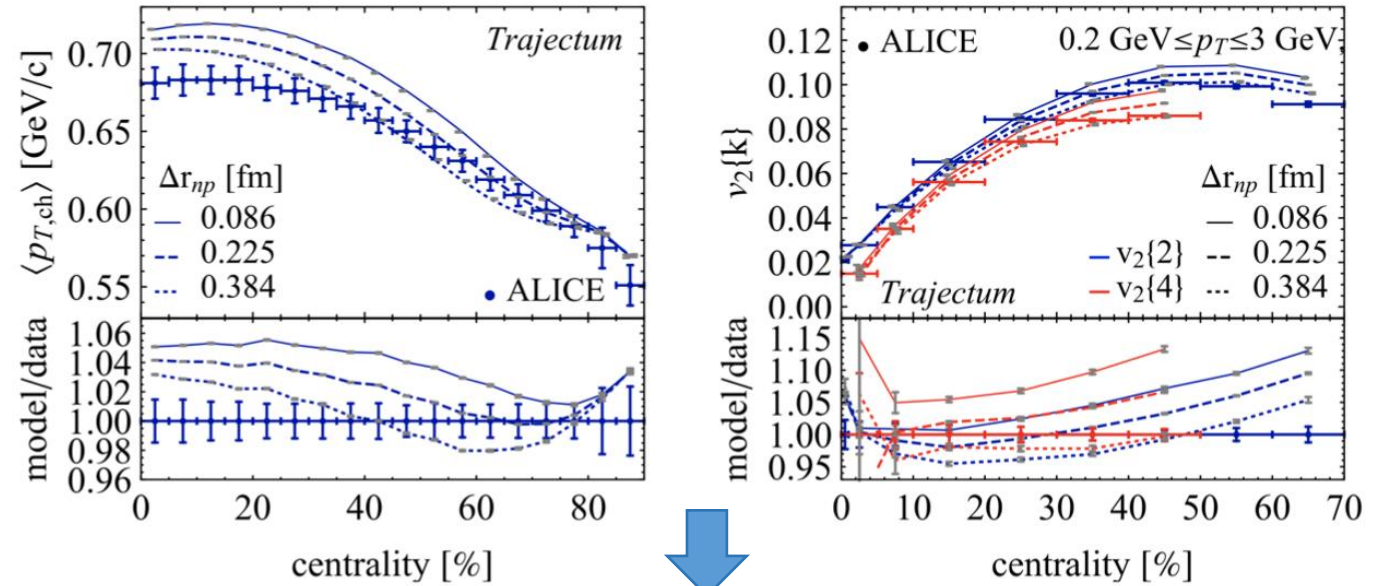 ⟨p_{T,ch}⟩ [GeV/c]
0.70
0.65
0.60
0.55
Trajectum
Δr_{np} [fm]
0.086
0.225
0.384
ALICE
model/data
1.06
1.04
1.02
1.00
0.98
0.96
0 20 40 60 80
centrality [%]
v_2{k}
0.12
0.10
0.08
0.06
0.04
0.02
0.00
ALICE 0.2 GeV≤p_T≤3 GeV
Δr_{np} [fm]
0.086
v_2{2} 0.225
v_2{4} 0.384
Trajectum
model/data
1.15
1.10
1.05
1.00
0.95
0 10 20 30 40 50 60 70
centrality [%]